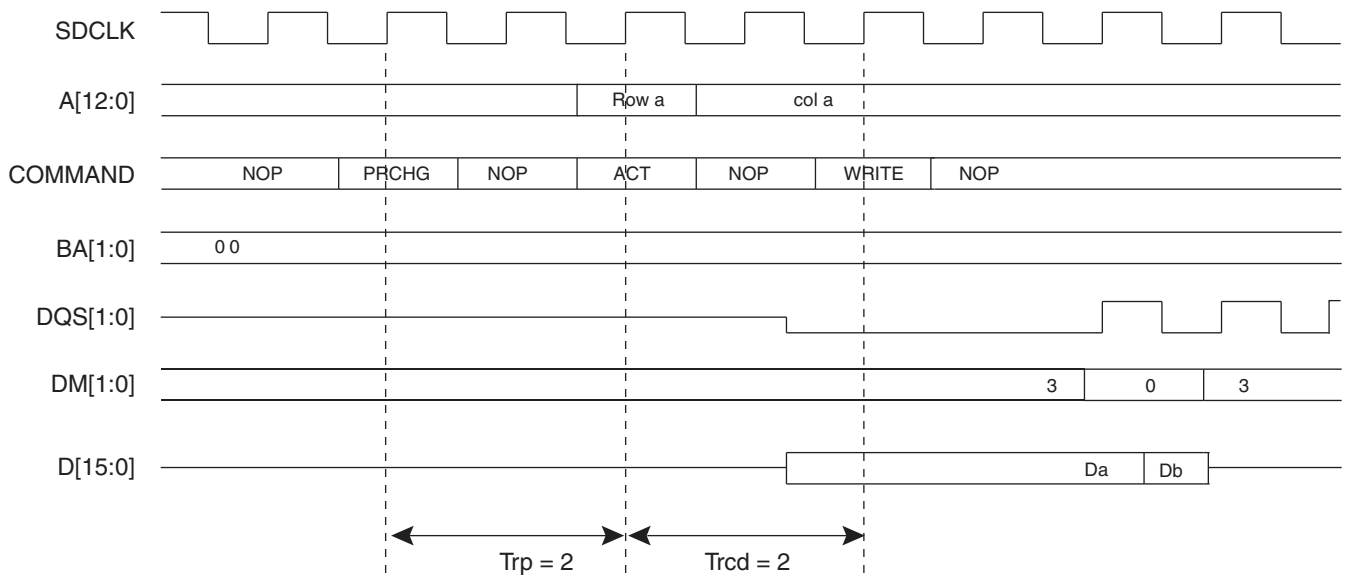 SDCLK
A[12:0] Row a col a
COMMAND NOP PRCHG NOP ACT NOP WRITE NOP
BA[1:0] 0 0
DQS[1:0]
DM[1:0] 3 0 3
D[15:0] Da Db
Trp = 2 Trcd = 2